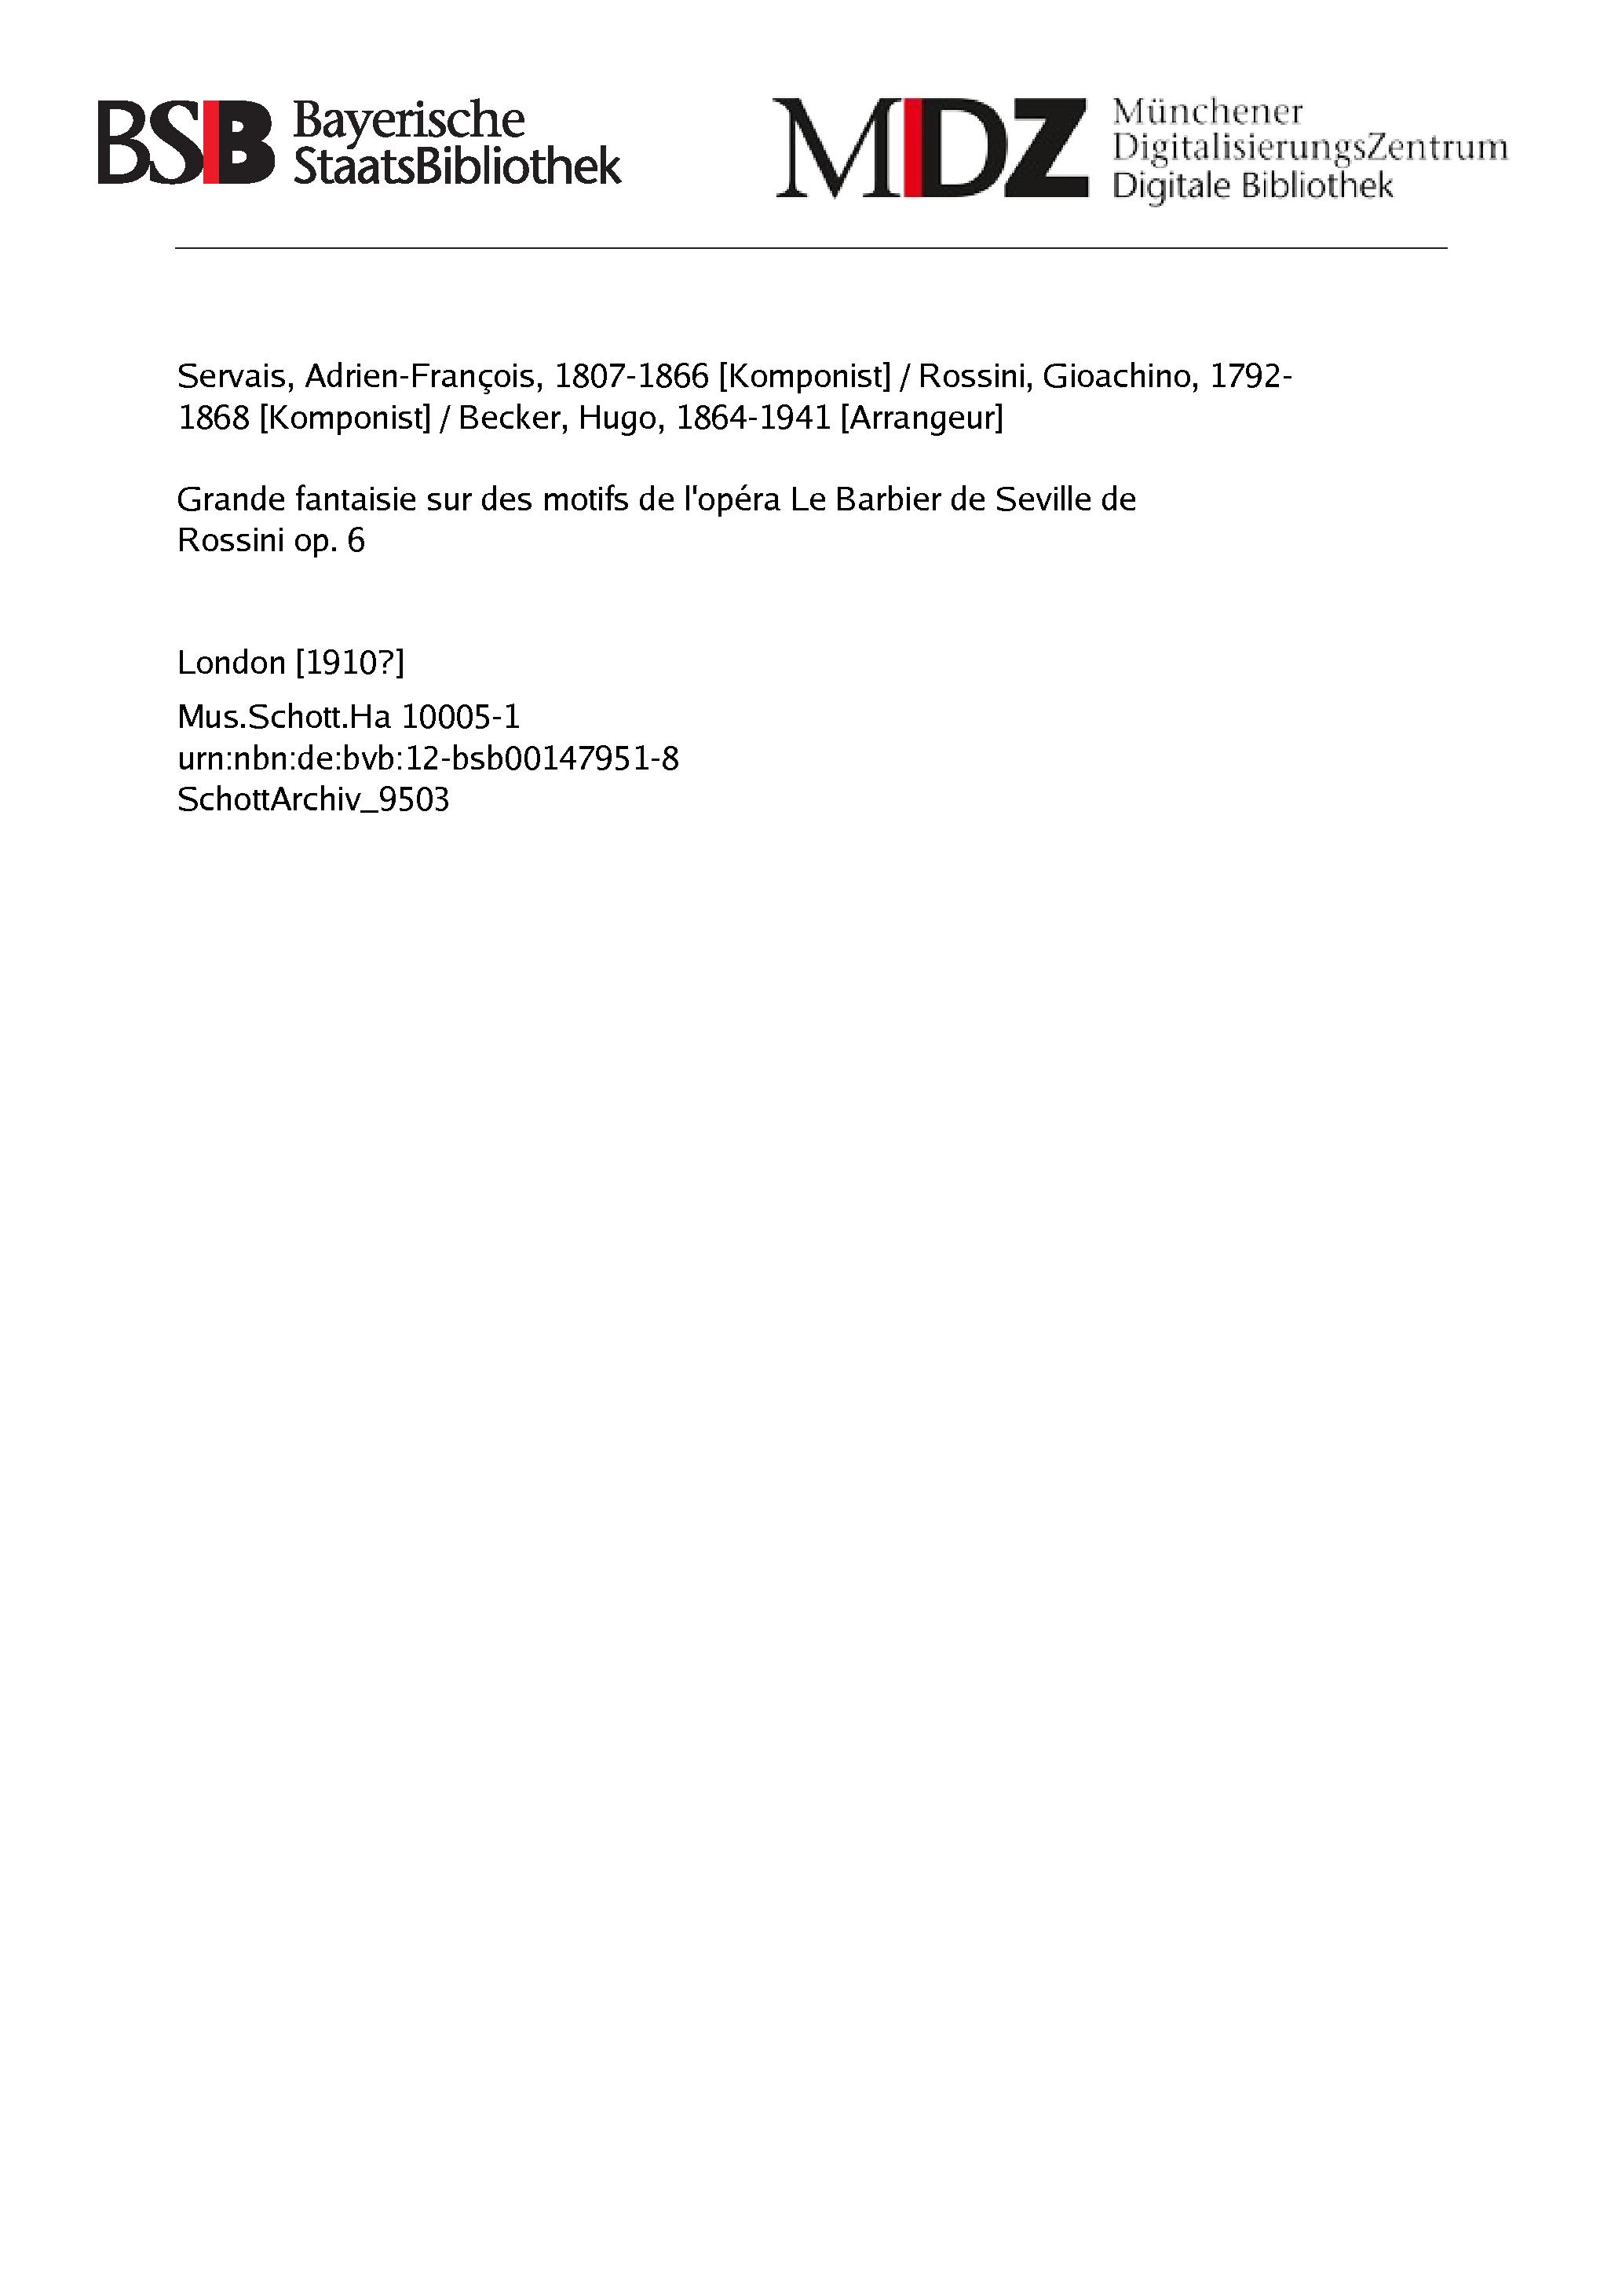 BSB Bayerische
StaatsBibliothek
MDZ Münchener
DigitalisierungsZentrum
Digitale Bibliothek
Servais, Adrien-François, 1807-1866 [Komponist] / Rossini, Gioachino, 1792-
1868 [Komponist] / Becker, Hugo, 1864-1941 [Arrangeur]
Grande fantaisie sur des motifs de l'opéra Le Barbier de Seville de
Rossini op. 6
London [1910?]
Mus.Schott.Ha 10005-1
urn:nbn:de:bvb:12-bsb00147951-8
SchottArchiv_9503